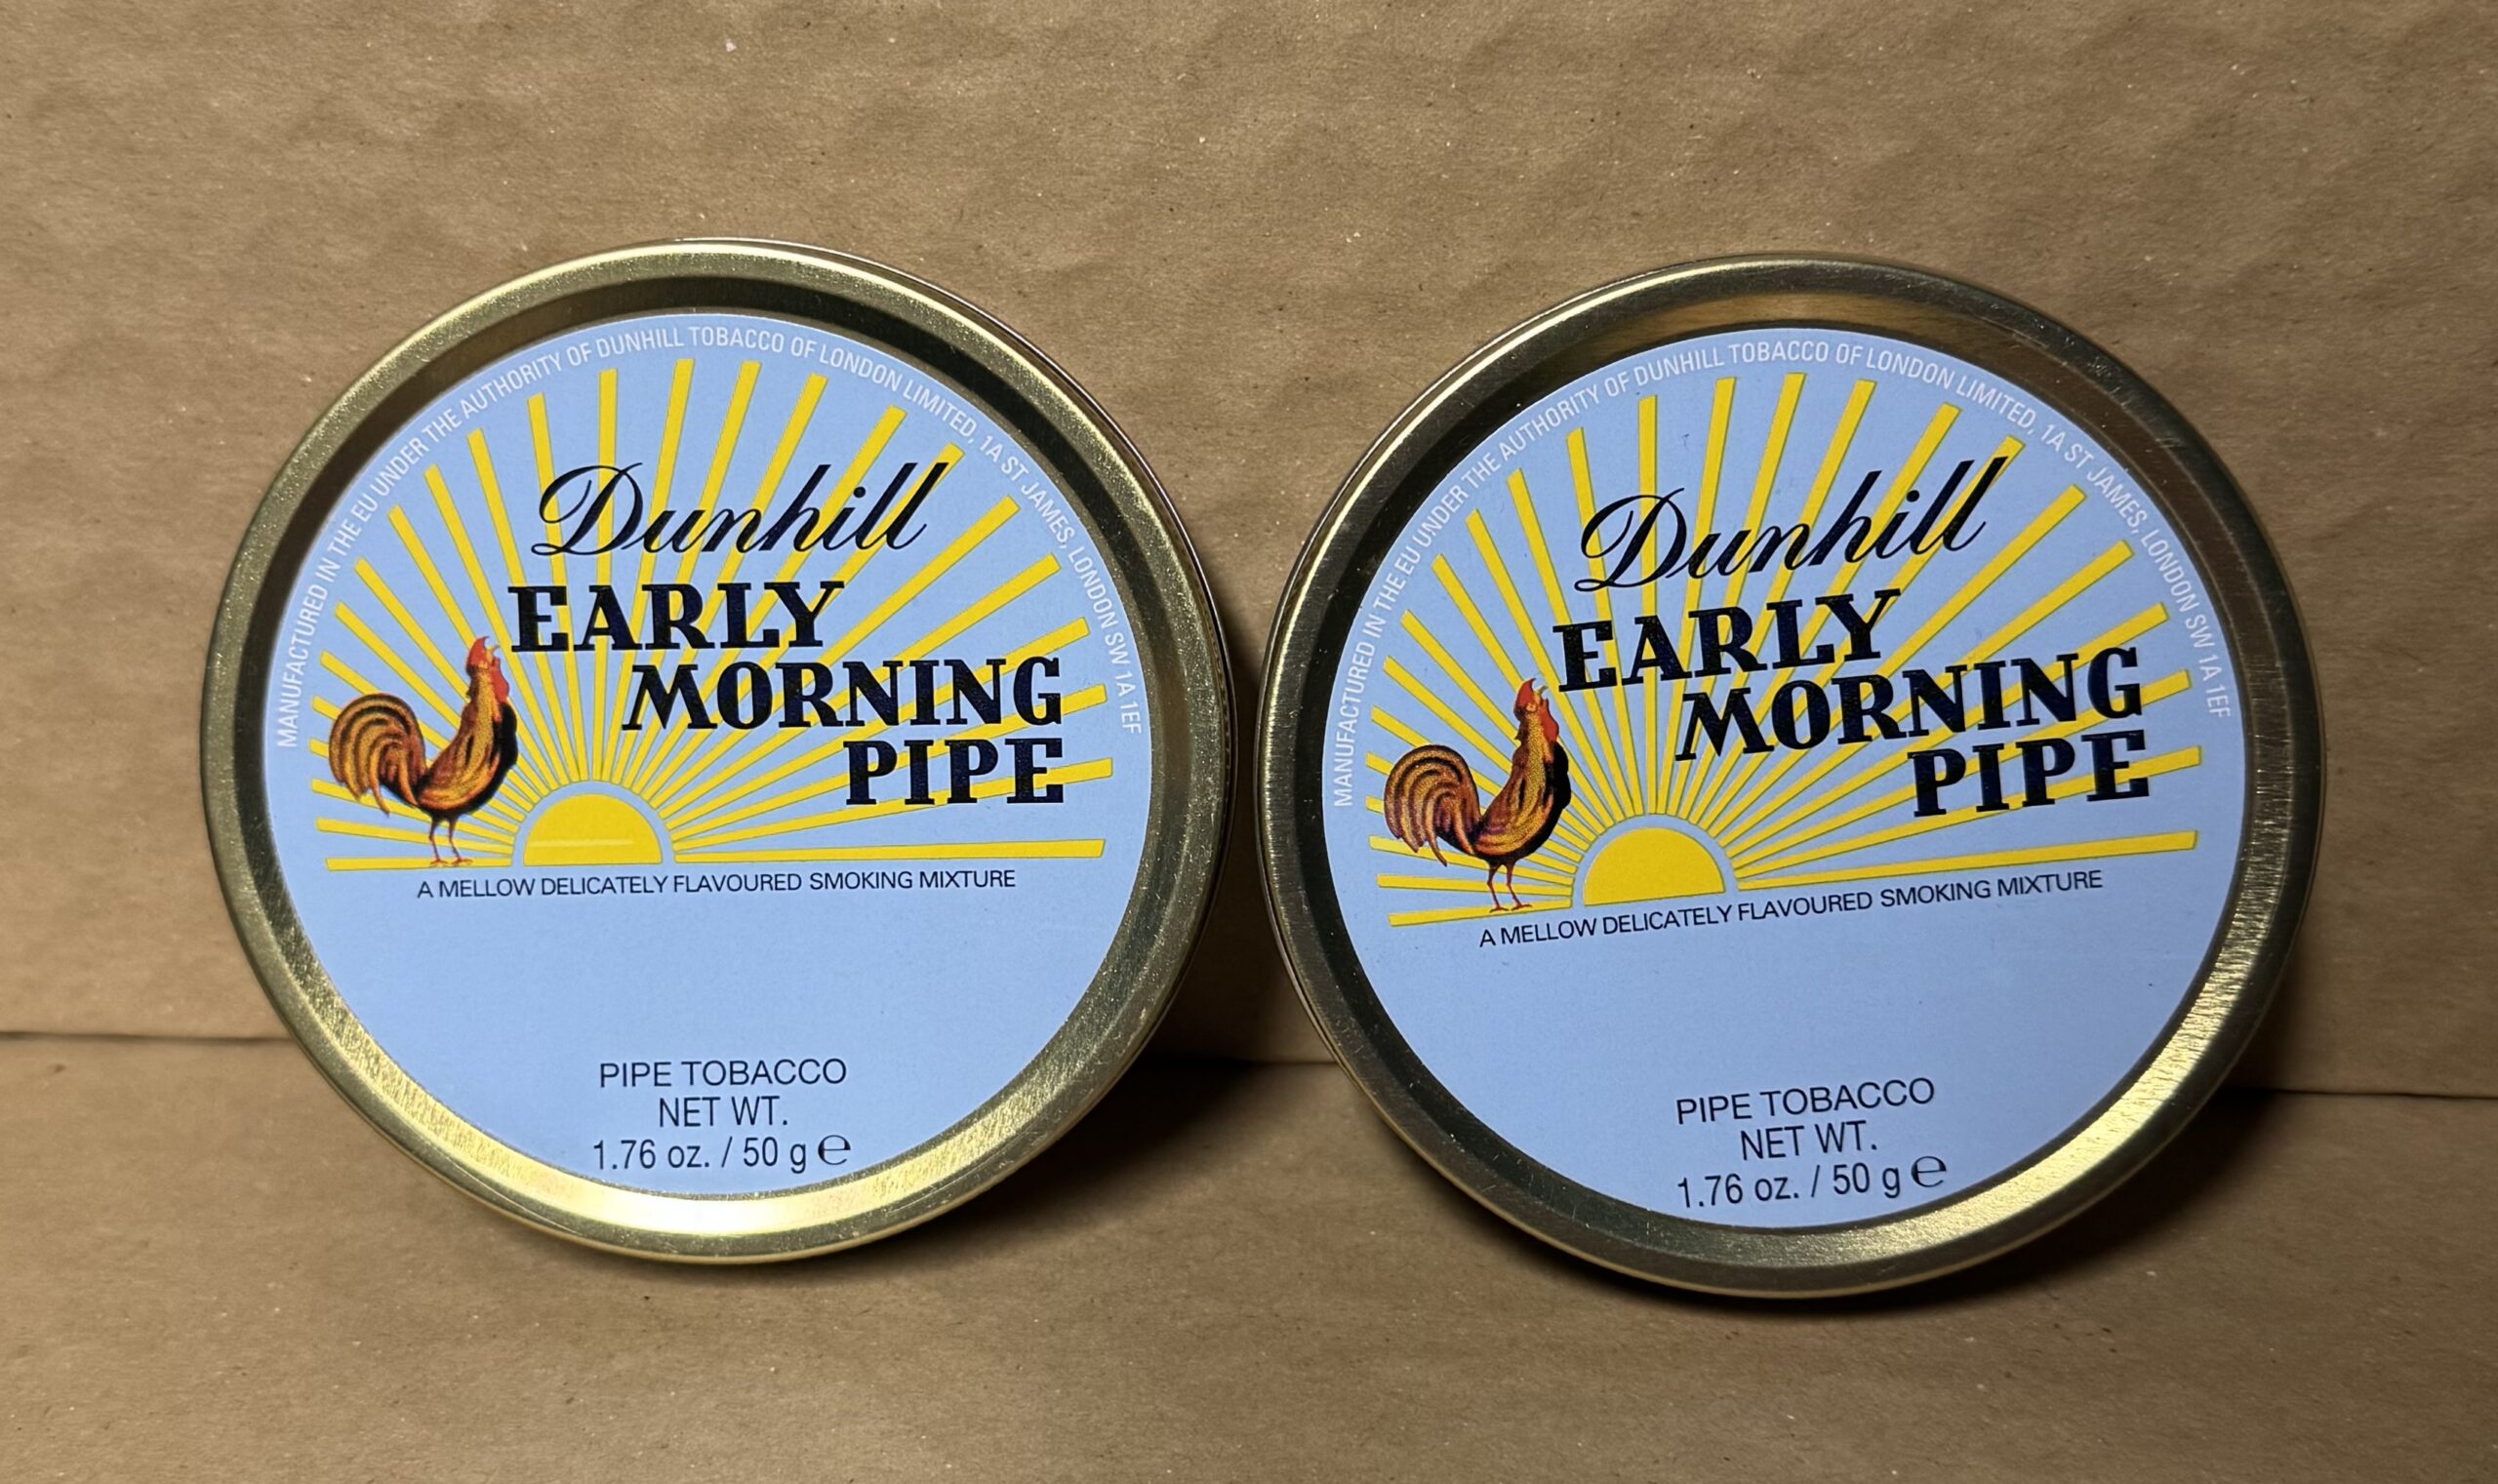 MANUFACTURED IN THE EU UNDER THE AUTHORITY OF DUNHILL TOBACCO OF LONDON LIMITED, 1A ST JAMES, LONDON SW 1A 1EF
Dunhill
EARLY
MORNING
PIPE
A MELLOW DELICATELY FLAVOURED SMOKING MIXTURE
PIPE TOBACCO
NET WT.
1.76 oz. / 50 g ℮
MANUFACTURED IN THE EU UNDER THE AUTHORITY OF DUNHILL TOBACCO OF LONDON LIMITED, 1A ST JAMES, LONDON SW 1A 1EF
Dunhill
EARLY
MORNING
PIPE
A MELLOW DELICATELY FLAVOURED SMOKING MIXTURE
PIPE TOBACCO
NET WT.
1.76 oz. / 50 g ℮